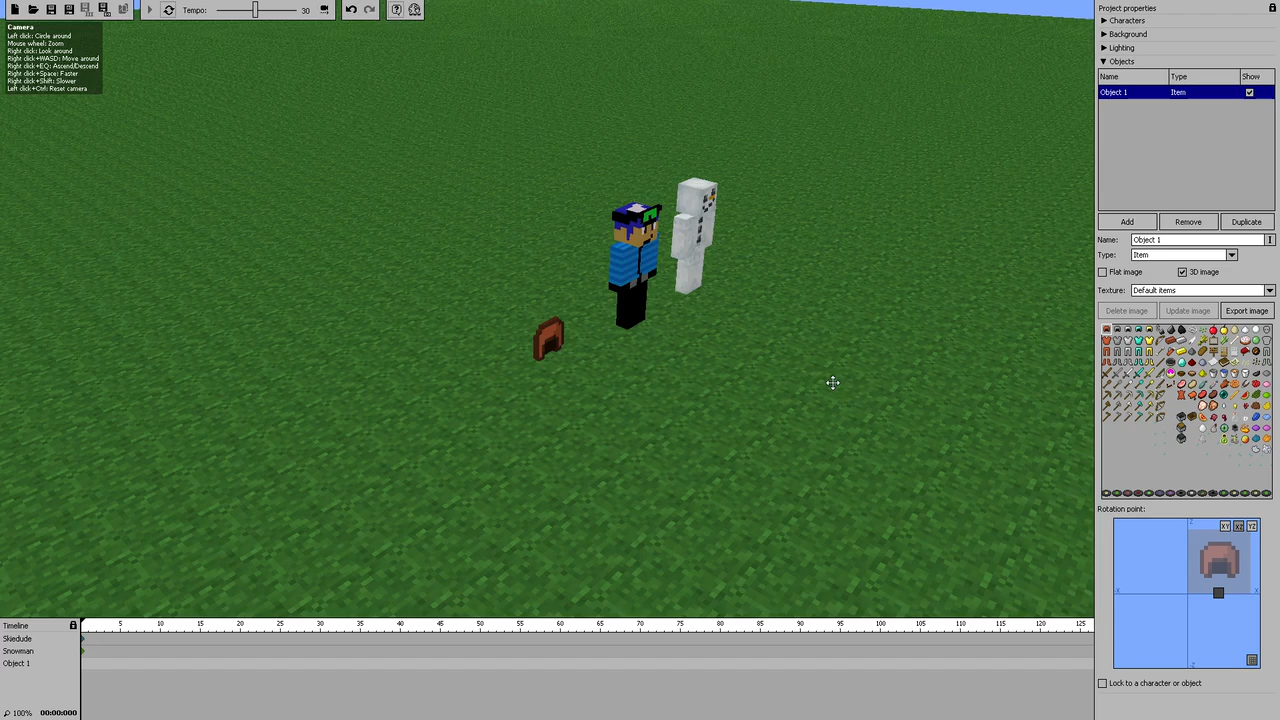 Tempo: 30
Camera
Left click: Circle around
Mouse wheel: Zoom
Right click: Look around
Right click+WASD: Move around
Right click+EQ: Ascend/Descend
Right click+Space: Faster
Right click+Shift: Slower
Left click+Ctrl: Reset camera
Project properties
Characters
Background
Lighting
Objects
Name Type Show
Object 1 Item
Add Remove Duplicate
Name: Object 1
Type: Item
Flat image 3D image
Texture: Default items
Delete image Update image Export image
Rotation point:
XY XZ YZ
Z
-X X
-Z
Lock to a character or object
Timeline 5 10 15 20 25 30 35 40 45 50 55 60 65 70 75 80 85 90 95 100 105 110 115 120 125
Skiedude
Snowman
Object 1
100% 00:00:000